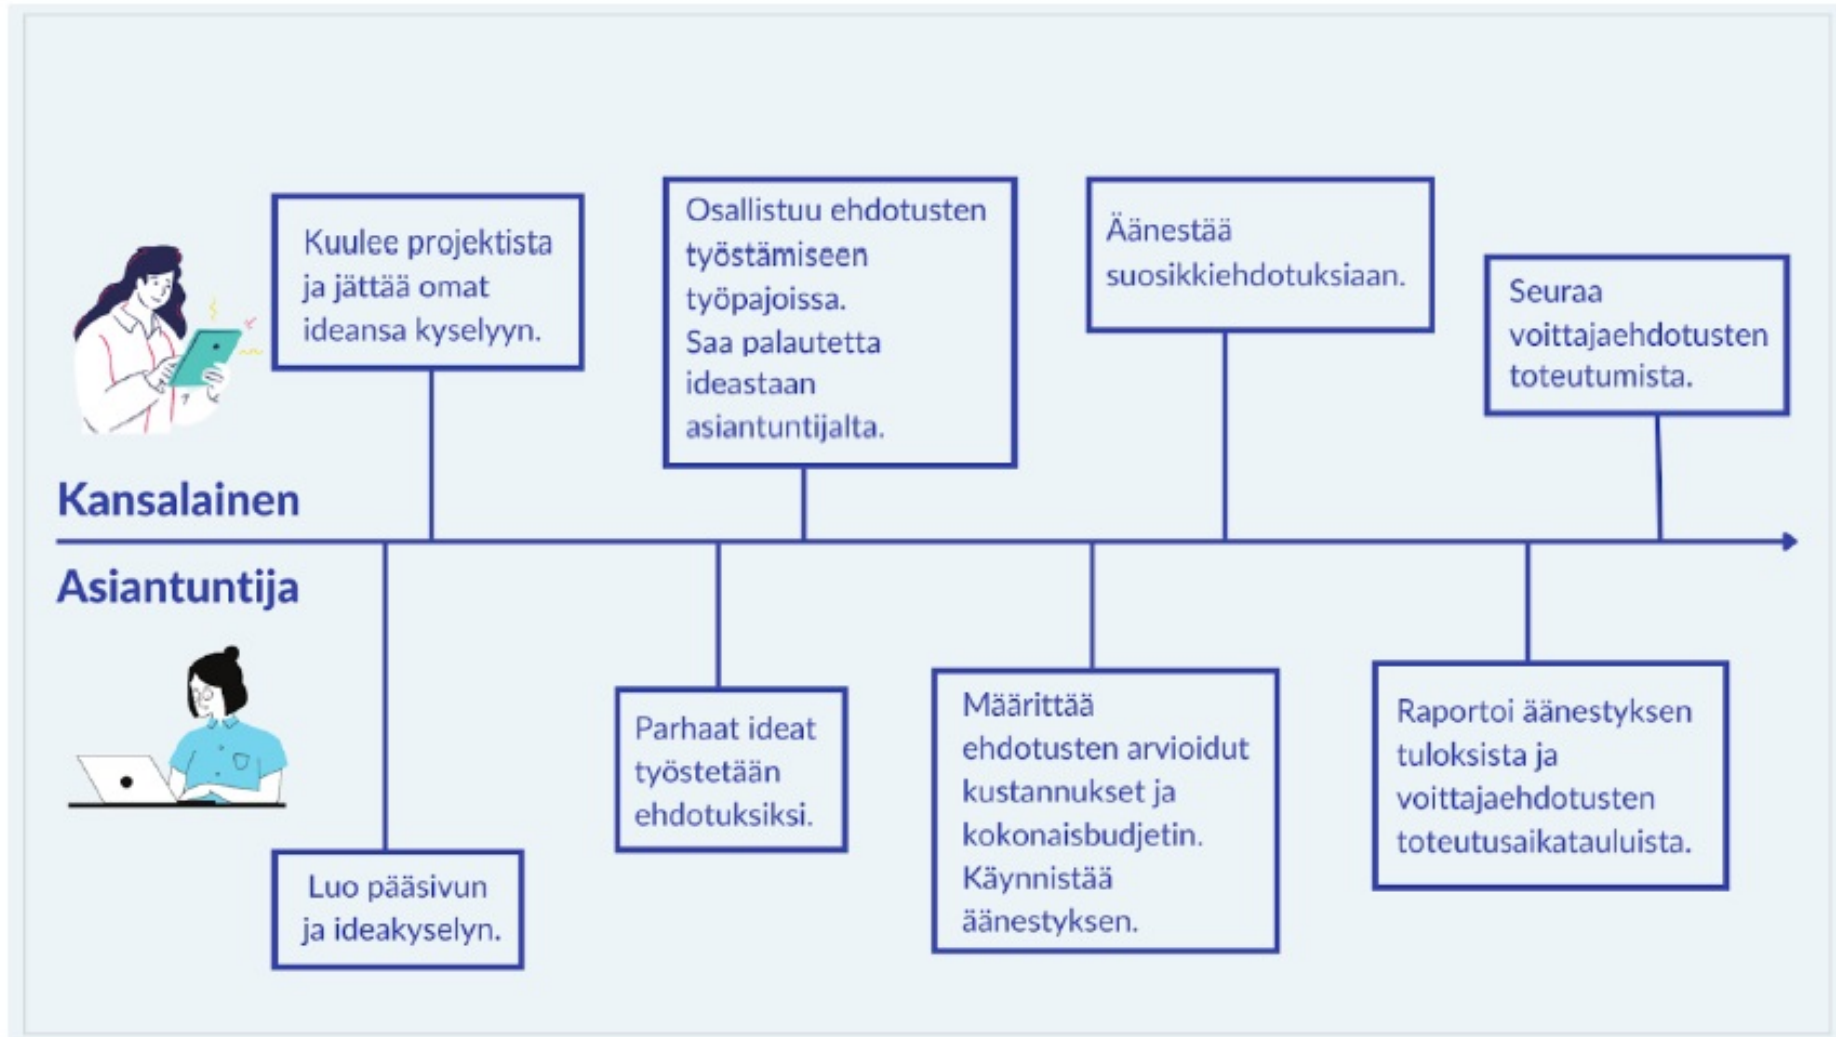 Kuulee projektista
ja jättää omat
ideansa kyselyyn.
Osallistuu ehdotusten
työstämiseen
työpajoissa.
Saa palautetta
ideastaan
asiantuntijalta.
Äänestää
suosikkiehdotuksiaan.
Seuraa
voittajaehdotusten
toteutumista.
Kansalainen
Asiantuntija
Luo pääsivun
ja ideakyselyn.
Parhaat ideat
työstetään
ehdotuksiksi.
Määrittää
ehdotusten arvioidut
kustannukset ja
kokonaisbudjetin.
Käynnistää
äänestyksen.
Raportoi äänestyksen
tuloksista ja
voittajaehdotusten
toteutusaikatauluista.